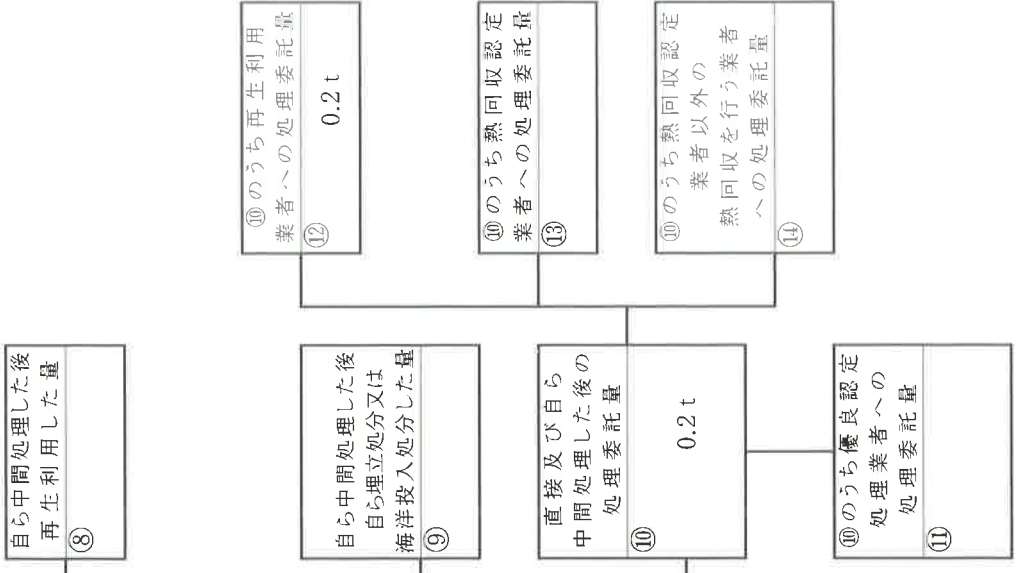 自ら中間処理した後
再生利用した量
⑧
自ら中間処理した後
自ら埋立処分又は
海洋投入処分した量
⑨
直接及び自ら
中間処理した後の
処理委託量
⑩
0.2 t
⑩のうち優良認定
処理業者への
処理委託量
⑪
⑩のうち再生利用
業者への処理委託量
⑫
0.2 t
⑩のうち熱回収認定
業者への処理委託量
⑬
⑩のうち熱回収認定
業者以外の
熱回収を行う業者
への処理委託量
⑭